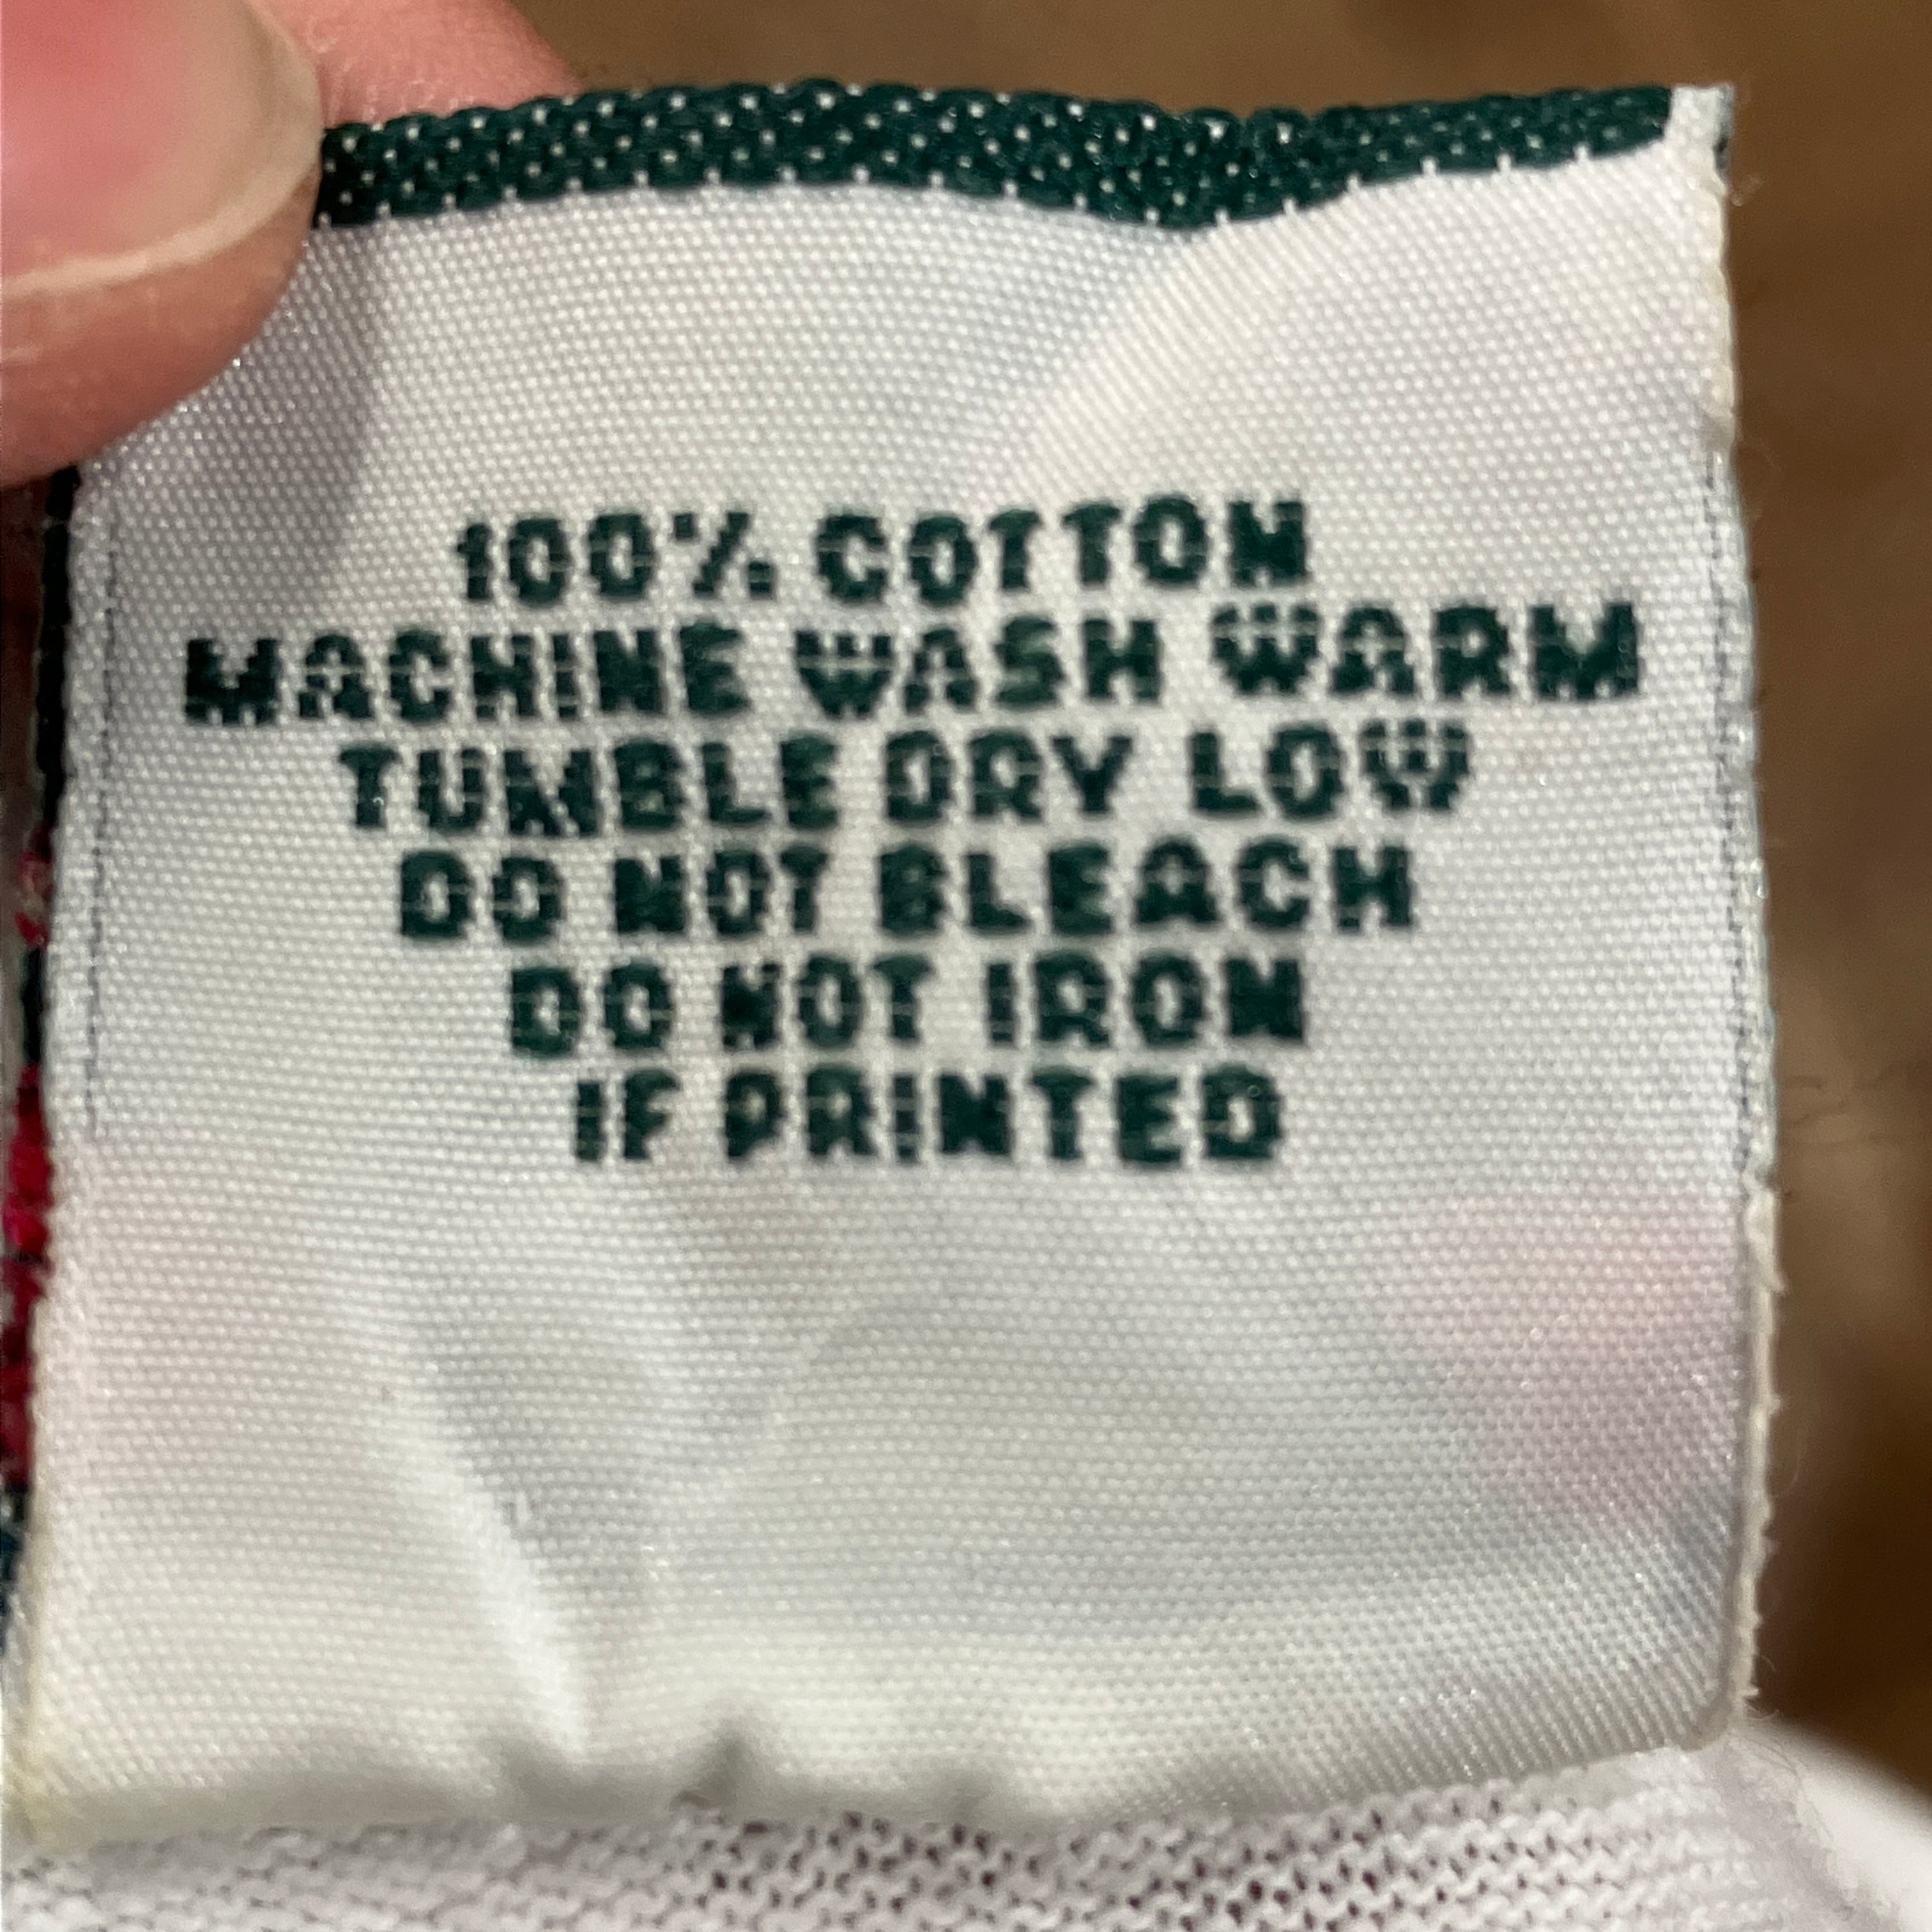 100% COTTON
MACHINE WASH WARM
TUMBLE DRY LOW
DO NOT BLEACH
DO NOT IRON
IF PRINTED